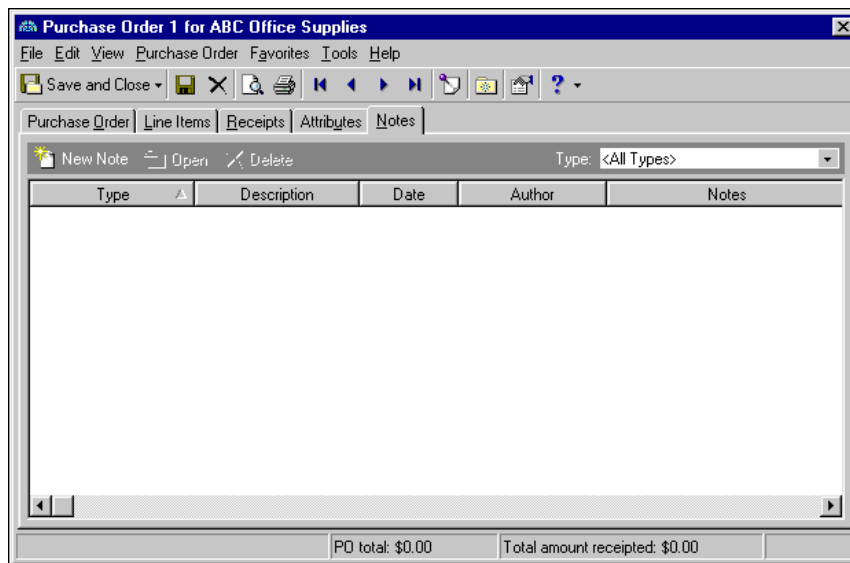 Purchase Order 1 for ABC Office Supplies
File Edit View Purchase Order Favorites Tools Help
Save and Close
Purchase Order Line Items Receipts Attributes Notes
New Note Open Delete Type: <All Types>
Type Description Date Author Notes
PO total: $0.00 Total amount receipted: $0.00